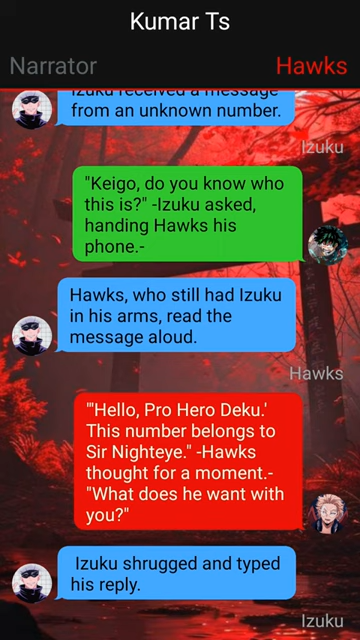 Kumar Ts
Narrator
Hawks
Izuku received a message
from an unknown number.
Izuku
"Keigo, do you know who
this is?" -Izuku asked,
handing Hawks his
phone.-
Hawks, who still had Izuku
in his arms, read the
message aloud.
Hawks
"'Hello, Pro Hero Deku.'
This number belongs to
Sir Nighteye." -Hawks
thought for a moment.-
"What does he want with
you?"
Izuku shrugged and typed
his reply.
Izuku